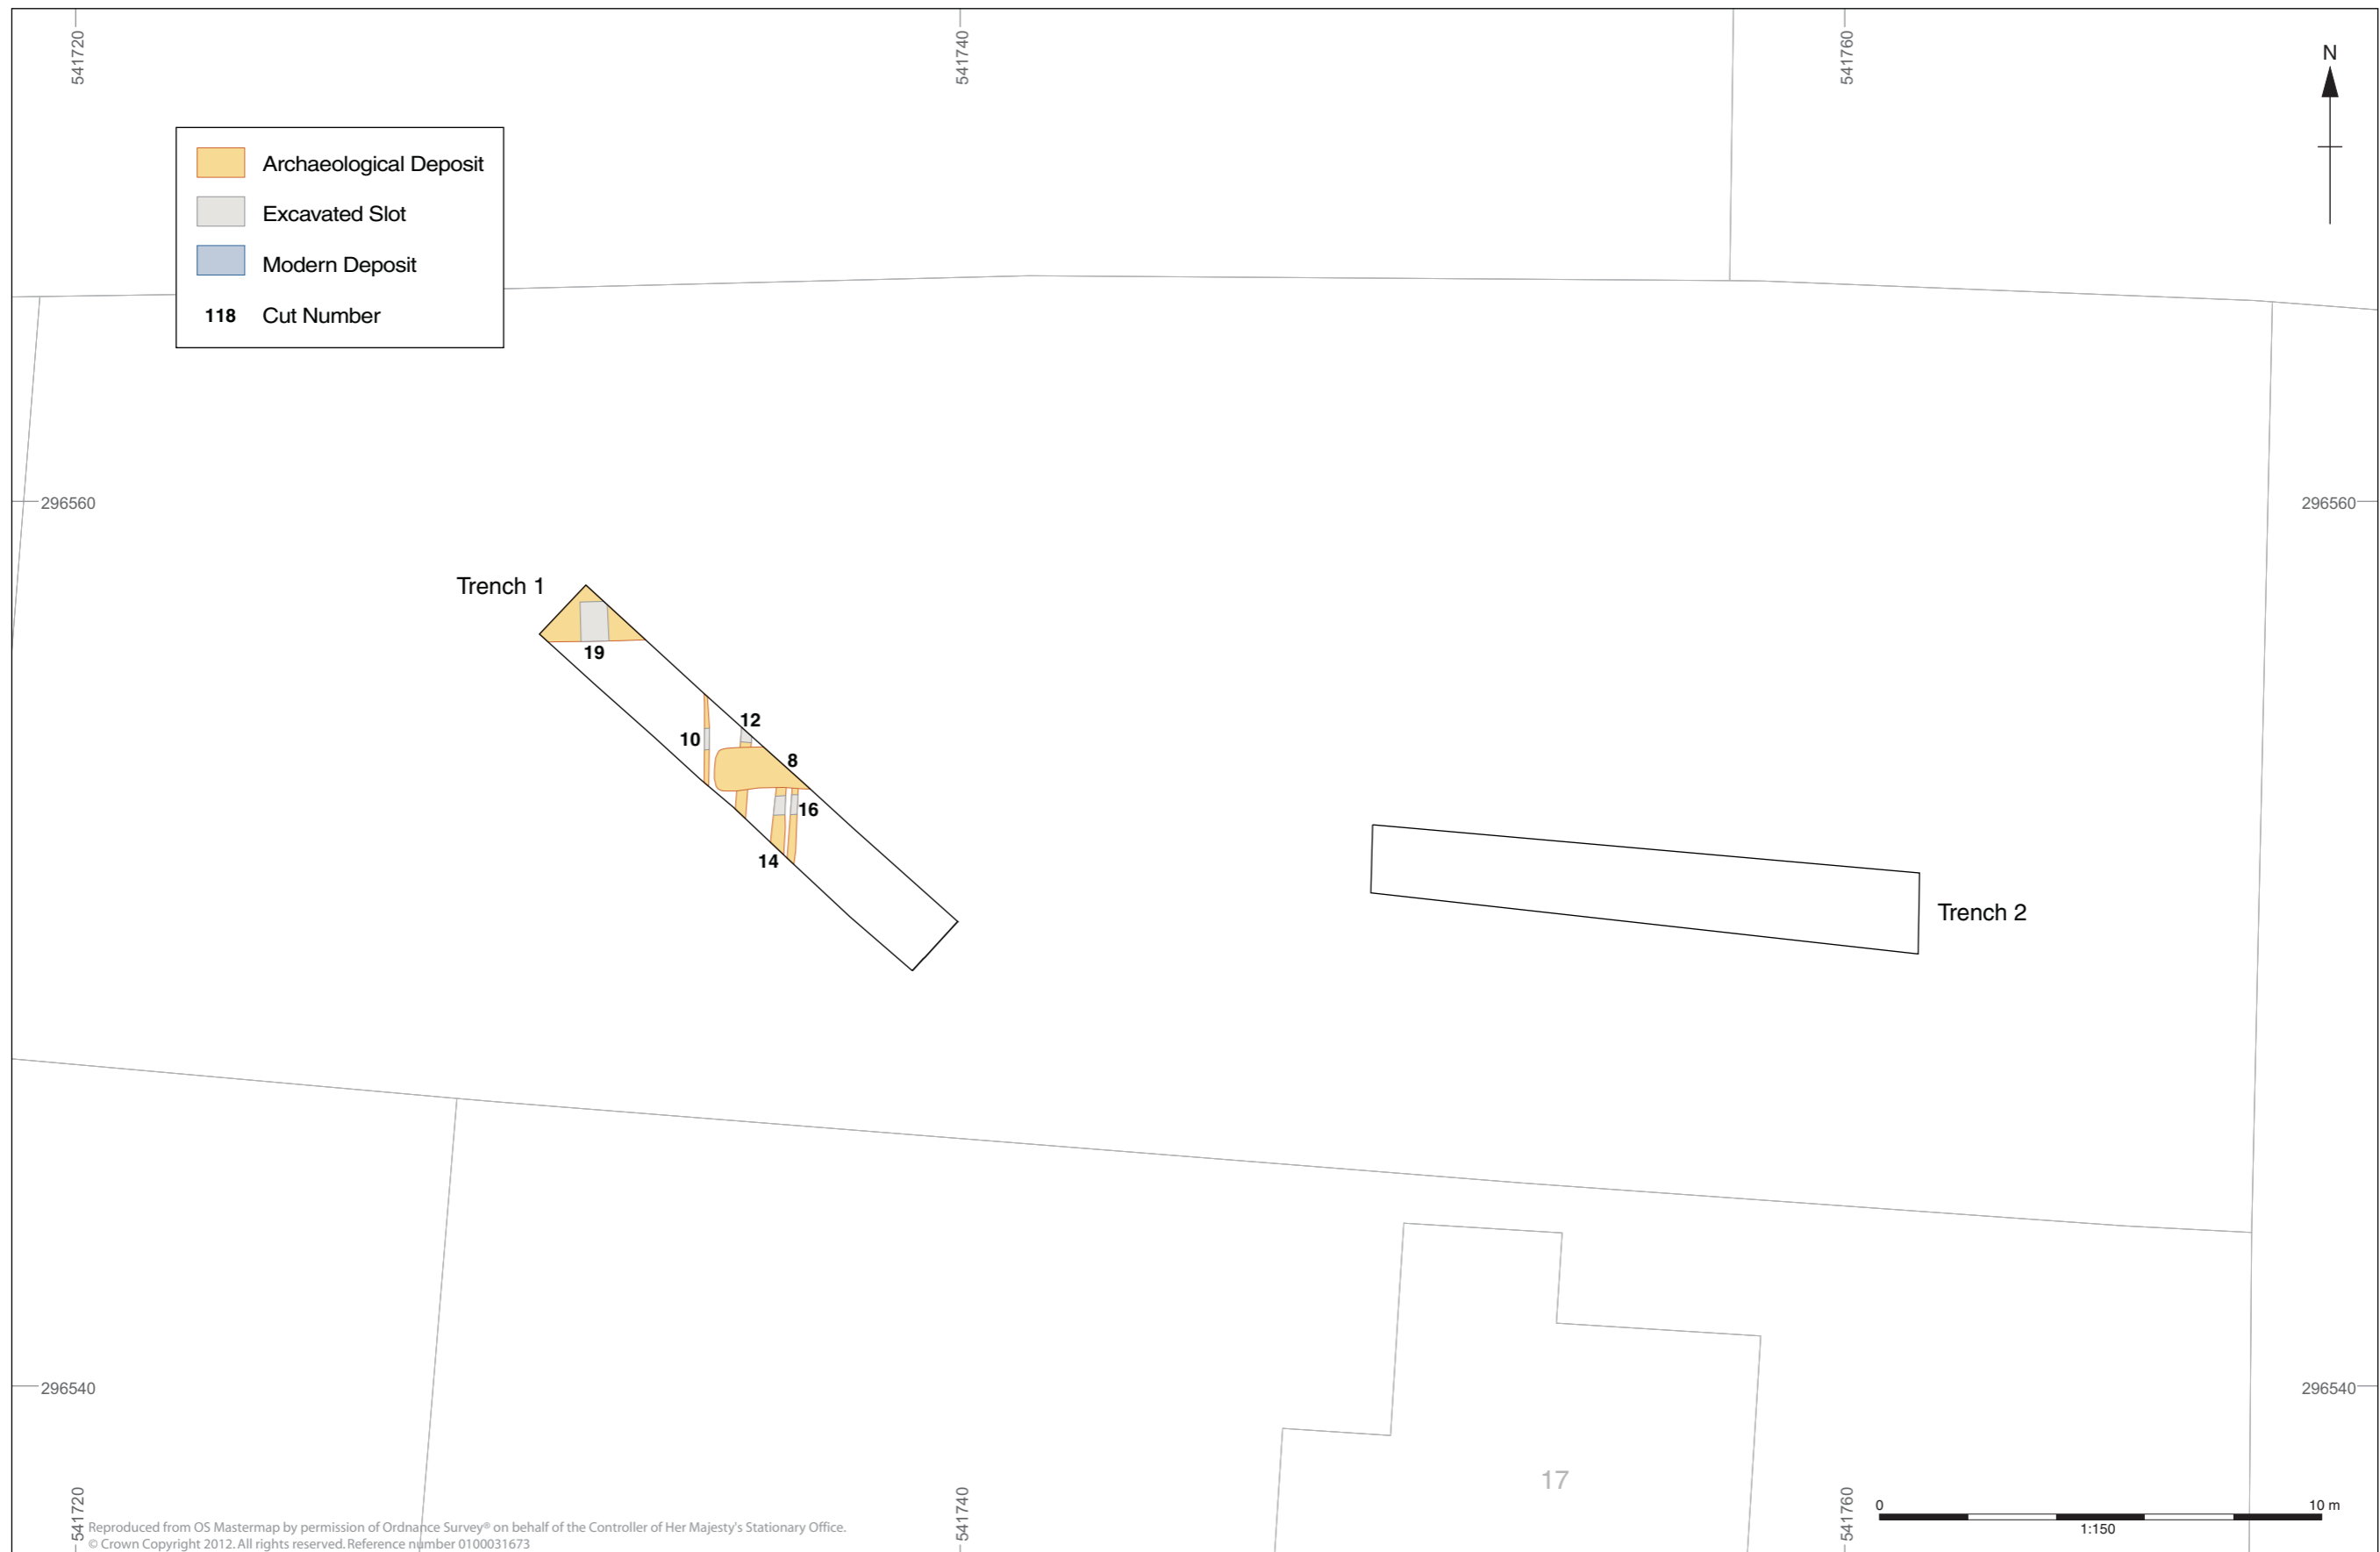 541720
541740
541760
N
Archaeological Deposit
Excavated Slot
Modern Deposit
118 Cut Number
296560
296560
Trench 1
19
12
10
8
16
14
Trench 2
296540
296540
17
541720
541740
541760
0
10 m
1:150
Reproduced from OS Mastermap by permission of Ordnance Survey® on behalf of the Controller of Her Majesty's Stationary Office.
© Crown Copyright 2012. All rights reserved. Reference number 0100031673